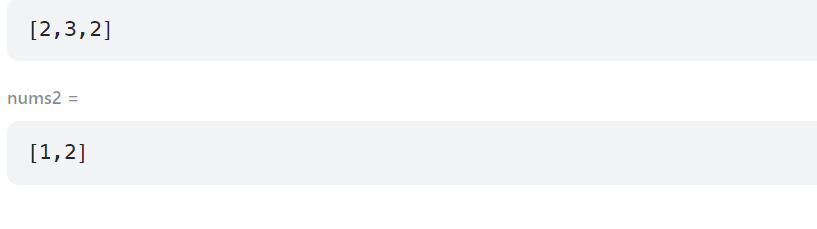 [2,3,2]
nums2 =
[1,2]